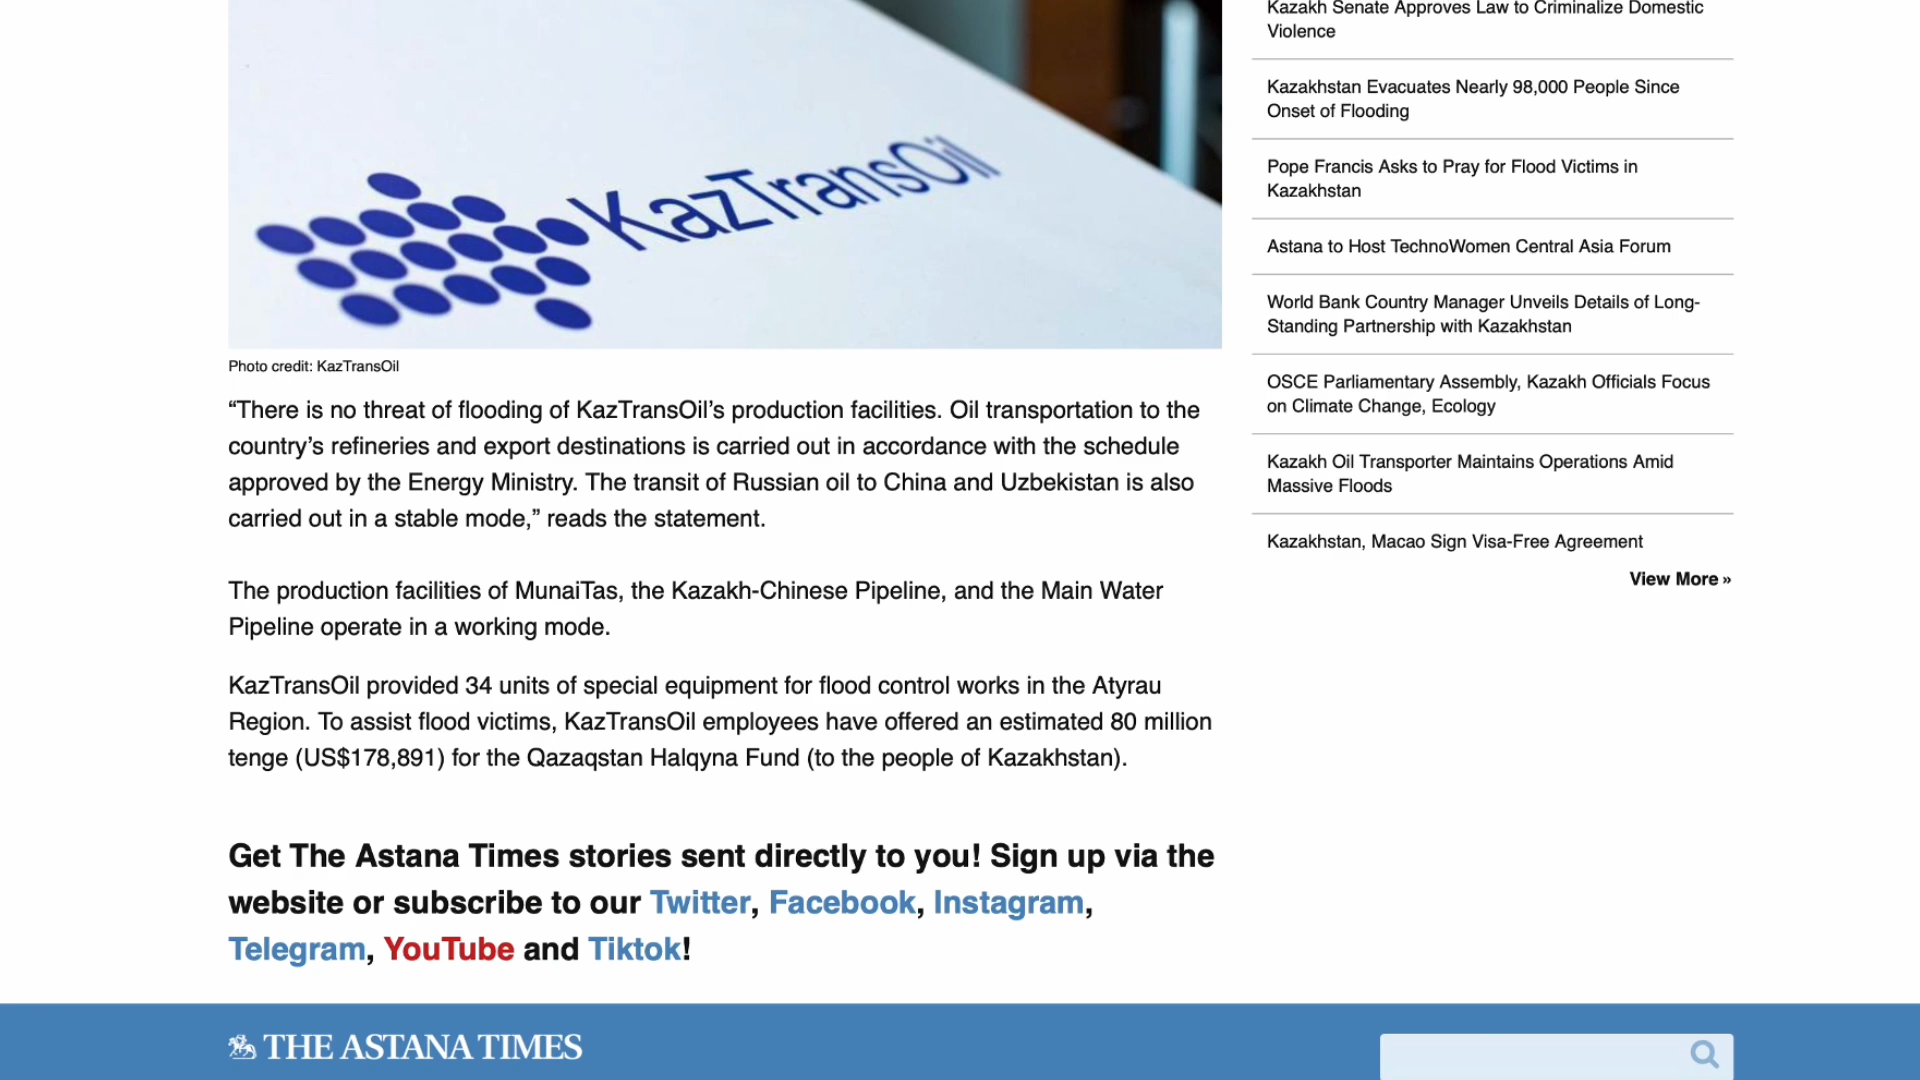 KazTransOil
Photo credit: KazTransOil
“There is no threat of flooding of KazTransOil’s production facilities. Oil transportation to the
country’s refineries and export destinations is carried out in accordance with the schedule
approved by the Energy Ministry. The transit of Russian oil to China and Uzbekistan is also
carried out in a stable mode,” reads the statement.
The production facilities of MunaiTas, the Kazakh-Chinese Pipeline, and the Main Water
Pipeline operate in a working mode.
KazTransOil provided 34 units of special equipment for flood control works in the Atyrau
Region. To assist flood victims, KazTransOil employees have offered an estimated 80 million
tenge (US$178,891) for the Qazaqstan Halqyna Fund (to the people of Kazakhstan).
Get The Astana Times stories sent directly to you! Sign up via the
website or subscribe to our Twitter, Facebook, Instagram,
Telegram, YouTube and Tiktok!
Kazakh Senate Approves Law to Criminalize Domestic
Violence
Kazakhstan Evacuates Nearly 98,000 People Since
Onset of Flooding
Pope Francis Asks to Pray for Flood Victims in
Kazakhstan
Astana to Host TechnoWomen Central Asia Forum
World Bank Country Manager Unveils Details of Long-
Standing Partnership with Kazakhstan
OSCE Parliamentary Assembly, Kazakh Officials Focus
on Climate Change, Ecology
Kazakh Oil Transporter Maintains Operations Amid
Massive Floods
Kazakhstan, Macao Sign Visa-Free Agreement
View More »
THE ASTANA TIMES